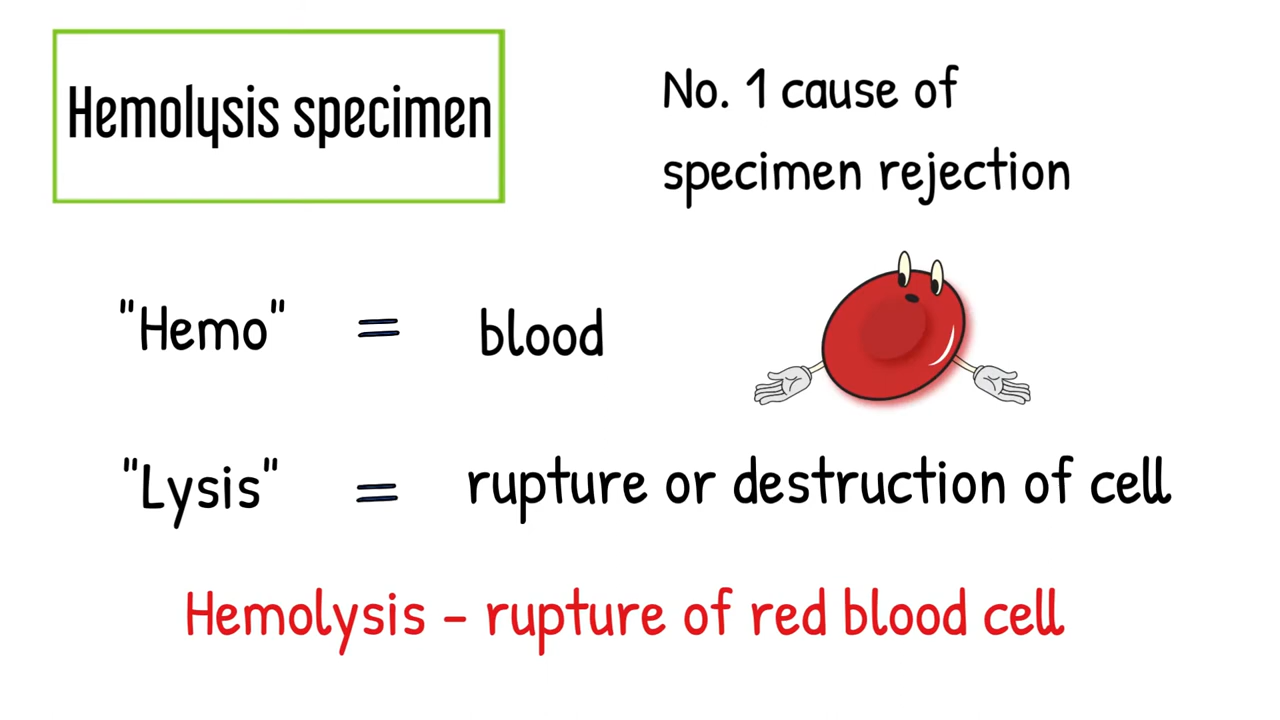 Hemolysis specimen
No. 1 cause of
specimen rejection
"Hemo" = blood
"Lysis" = rupture or destruction of cell
Hemolysis - rupture of red blood cell